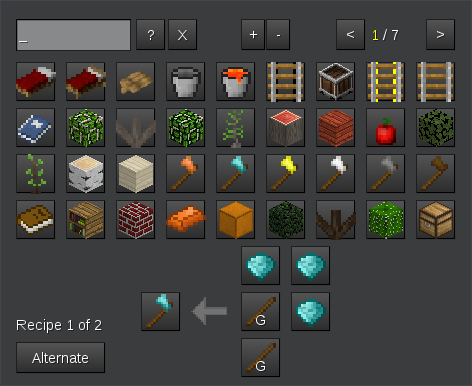 _ ? X + - < 1 / 7 >
G
Recipe 1 of 2
Alternate
G